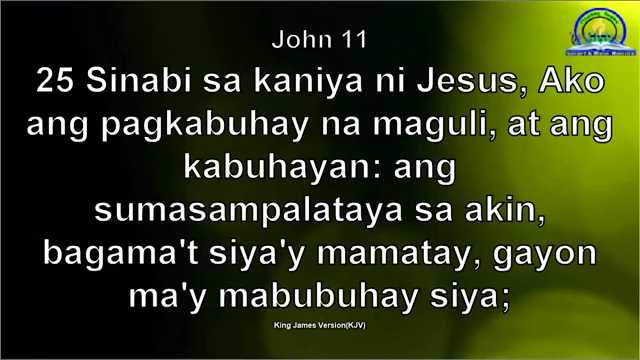 John 11
25 Sinabi sa kaniya ni Jesus, Ako
ang pagkabuhay na maguli, at ang
kabuhayan: ang
sumasampalataya sa akin,
bagama't siya'y mamatay, gayon
ma'y mabubuhay siya;
King James Version(KJV)